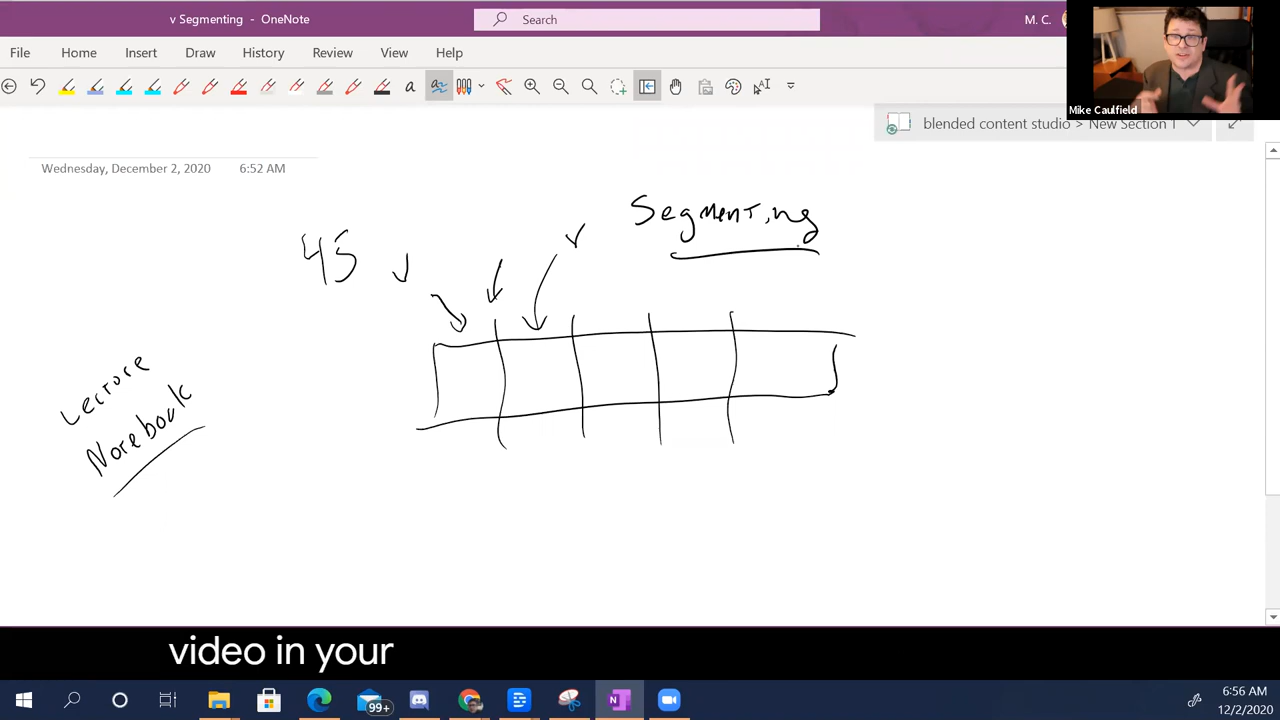 v Segmenting - OneNote
Search
M. C.
File Home Insert Draw History Review View Help
Mike Caulfield
blended content studio > New Section 1
Wednesday, December 2, 2020 6:52 AM
Segmenting
45
Lecture
Notebook
video in your
99+
6:56 AM
12/2/2020